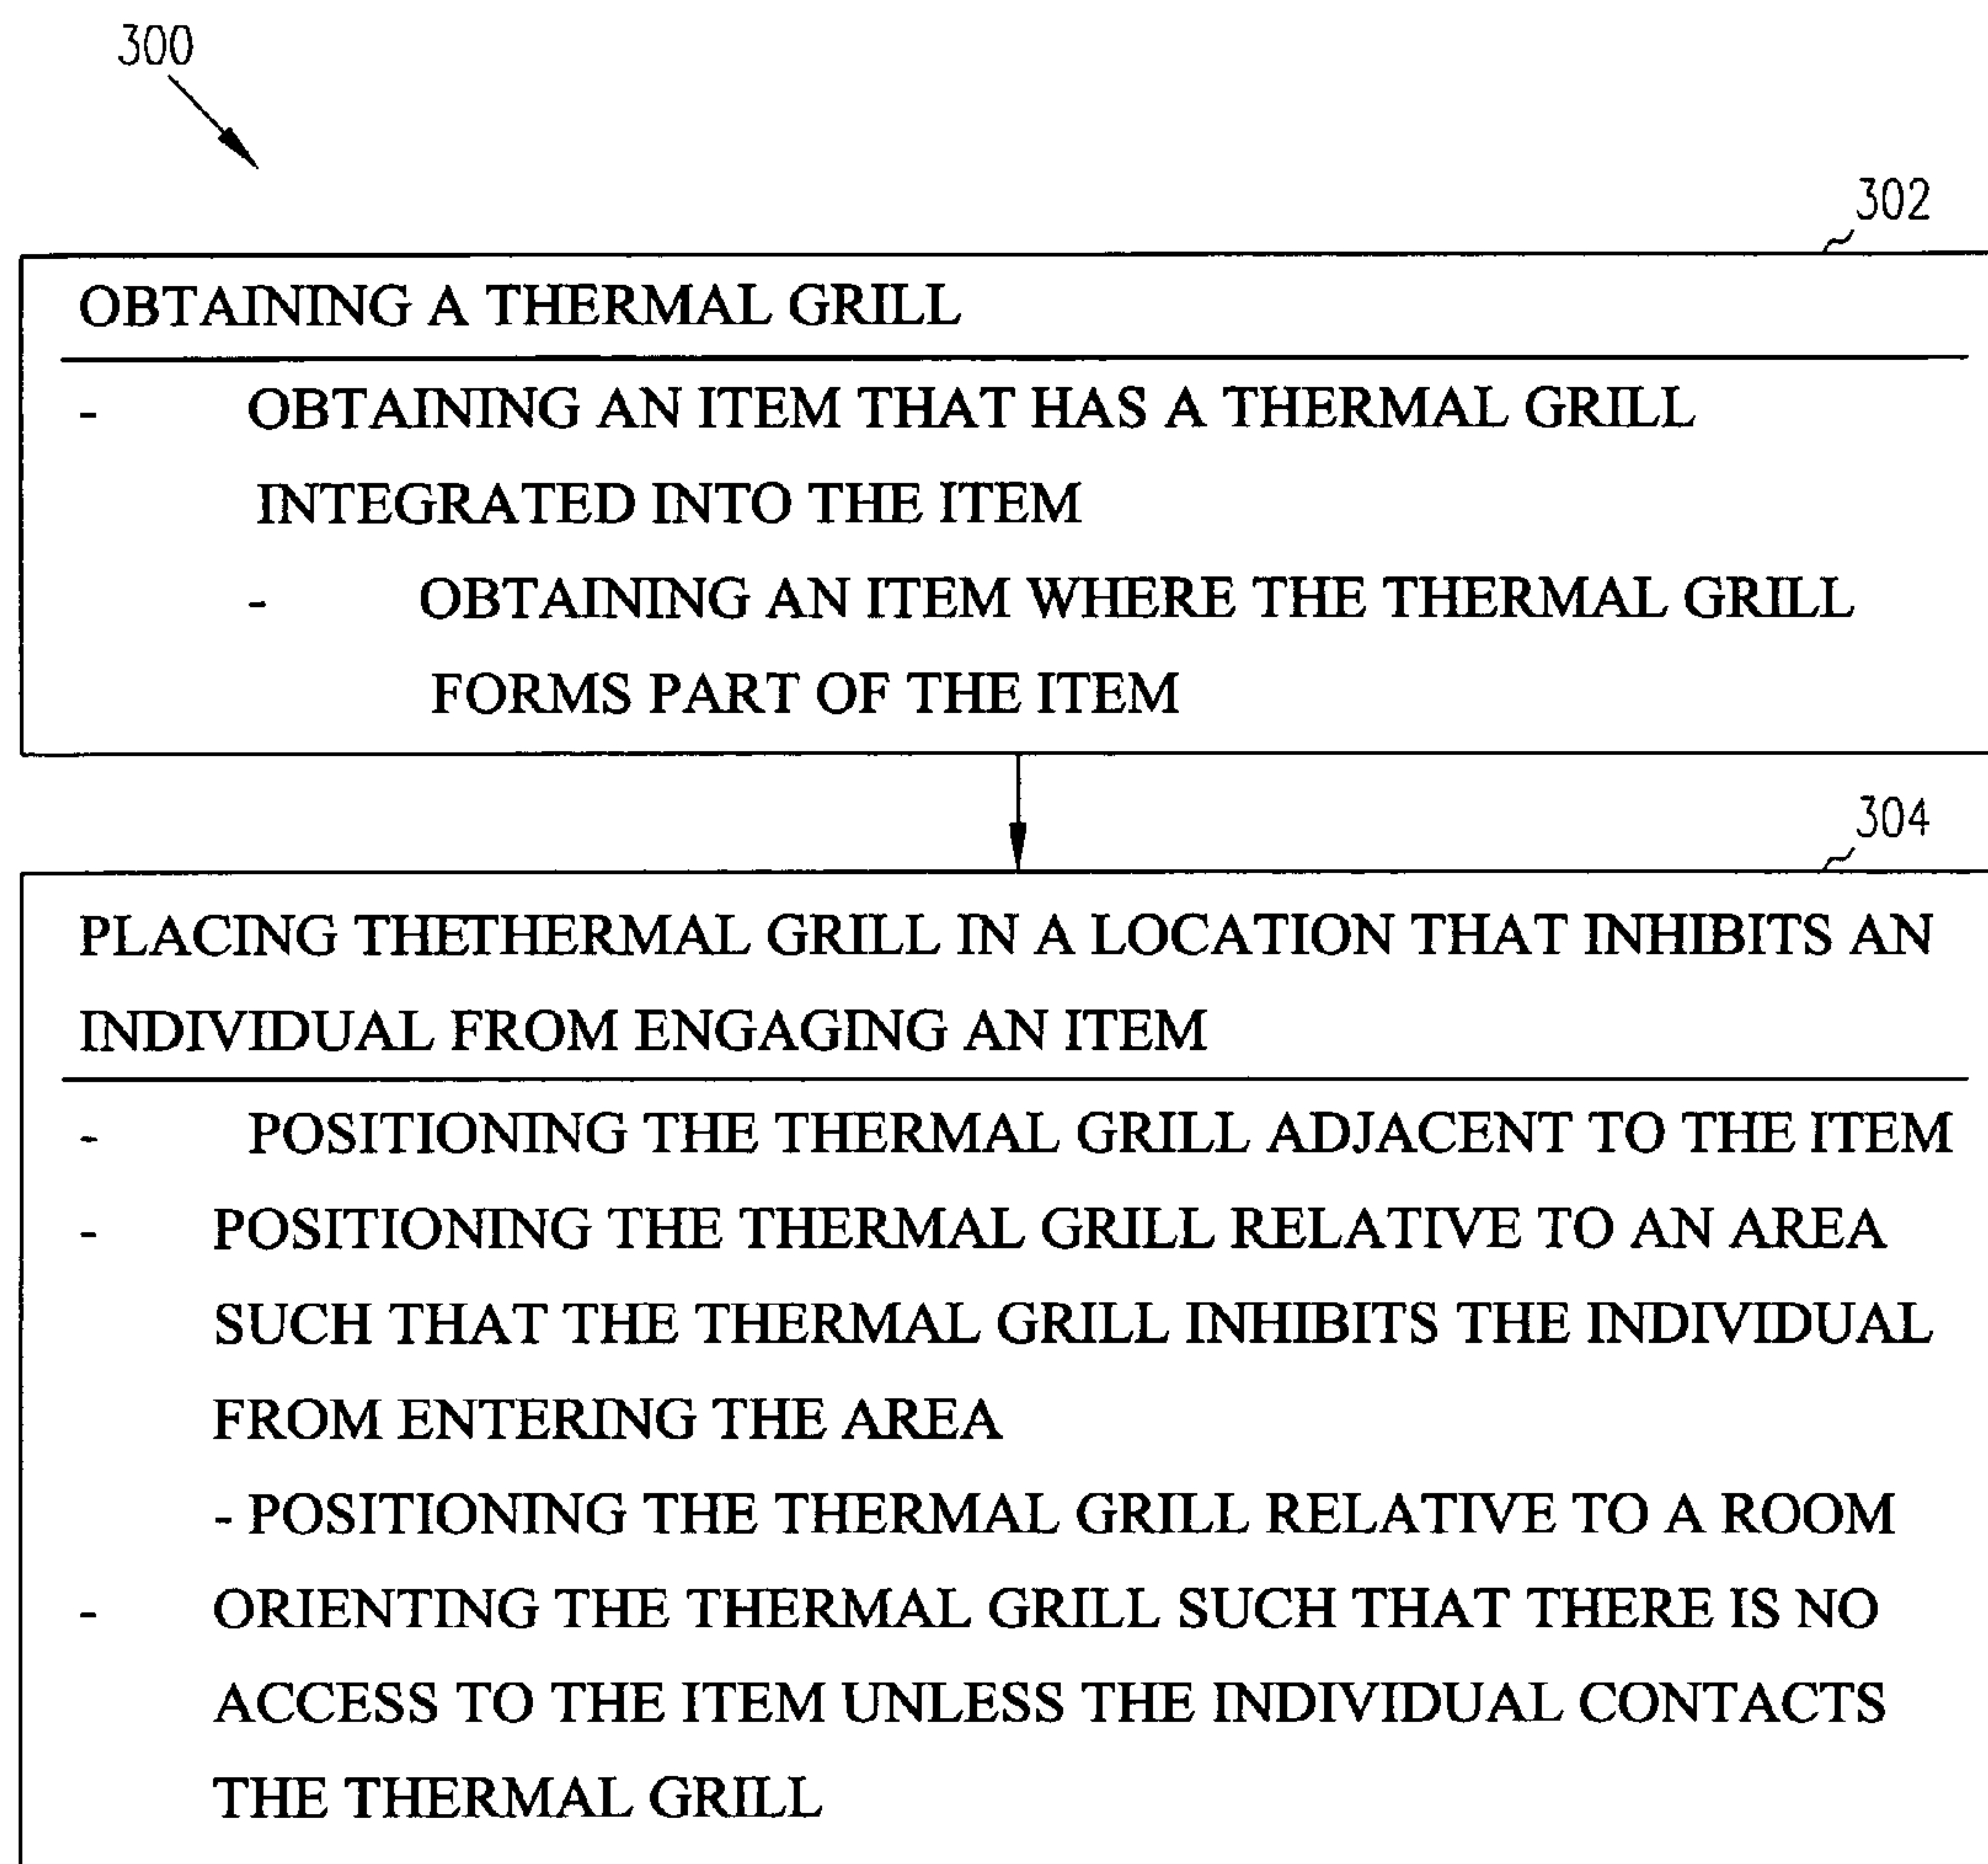 300
302
OBTAINING A THERMAL GRILL
- OBTAINING AN ITEM THAT HAS A THERMAL GRILL
INTEGRATED INTO THE ITEM
- OBTAINING AN ITEM WHERE THE THERMAL GRILL
FORMS PART OF THE ITEM
304
PLACING THETHERMAL GRILL IN A LOCATION THAT INHIBITS AN
INDIVIDUAL FROM ENGAGING AN ITEM
- POSITIONING THE THERMAL GRILL ADJACENT TO THE ITEM
- POSITIONING THE THERMAL GRILL RELATIVE TO AN AREA
SUCH THAT THE THERMAL GRILL INHIBITS THE INDIVIDUAL
FROM ENTERING THE AREA
- POSITIONING THE THERMAL GRILL RELATIVE TO A ROOM
- ORIENTING THE THERMAL GRILL SUCH THAT THERE IS NO
ACCESS TO THE ITEM UNLESS THE INDIVIDUAL CONTACTS
THE THERMAL GRILL